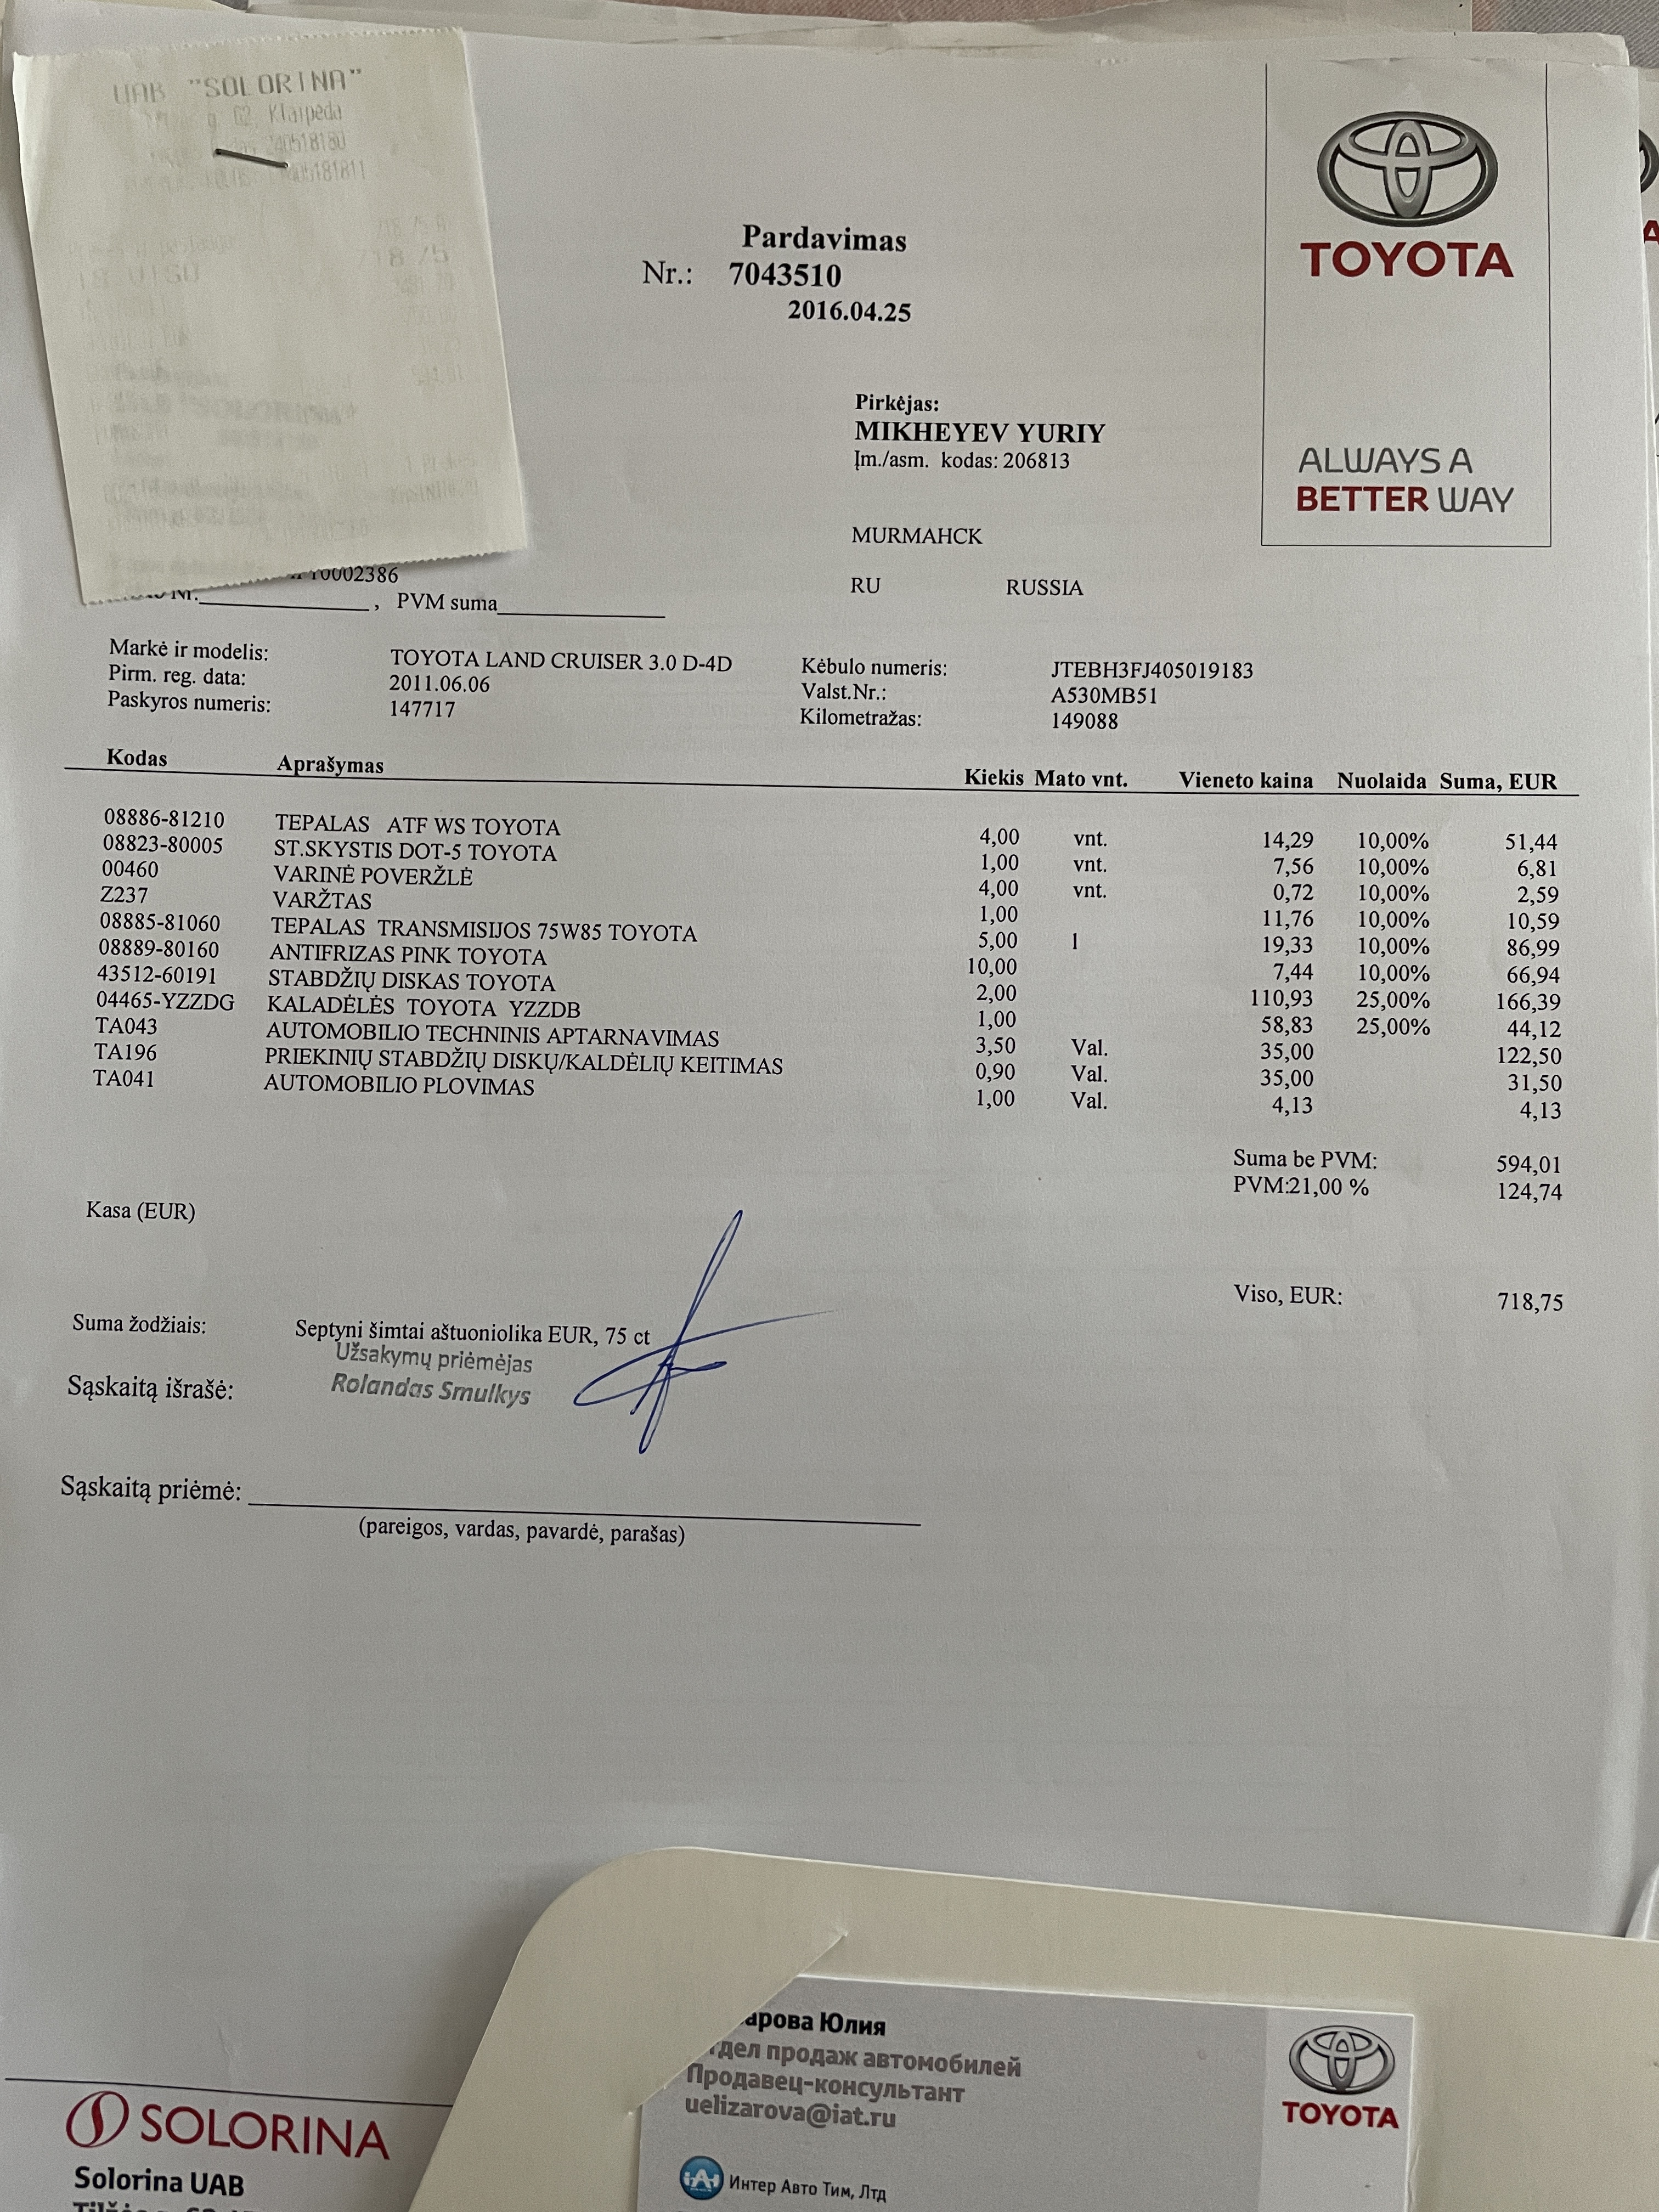 UAB "SOLORINA"
g. 62, Klaipėda
Pardavimas
Nr.: 7043510
2016.04.25
TOYOTA
ALWAYS A
BETTER WAY
Pirkėjas:
MIKHEYEV YURIY
Įm./asm. kodas: 206813
MURMAHCK
RU RUSSIA
10002386
Nr. , PVM suma
Markė ir modelis: TOYOTA LAND CRUISER 3.0 D-4D Kėbulo numeris: JTEBH3FJ405019183
Pirm. reg. data: 2011.06.06 Valst.Nr.: A530MB51
Paskyros numeris: 147717 Kilometražas: 149088
Kodas Aprašymas Kiekis Mato vnt. Vieneto kaina Nuolaida Suma, EUR
08886-81210 TEPALAS ATF WS TOYOTA 4,00 vnt. 14,29 10,00% 51,44
08823-80005 ST.SKYSTIS DOT-5 TOYOTA 1,00 vnt. 7,56 10,00% 6,81
00460 VARINĖ POVERŽLĖ 4,00 vnt. 0,72 10,00% 2,59
Z237 VARŽTAS 1,00 11,76 10,00% 10,59
08885-81060 TEPALAS TRANSMISIJOS 75W85 TOYOTA 5,00 l 19,33 10,00% 86,99
08889-80160 ANTIFRIZAS PINK TOYOTA 10,00 7,44 10,00% 66,94
43512-60191 STABDŽIŲ DISKAS TOYOTA 2,00 110,93 25,00% 166,39
04465-YZZDG KALADĖLĖS TOYOTA YZZDB 1,00 58,83 25,00% 44,12
TA043 AUTOMOBILIO TECHNINIS APTARNAVIMAS 3,50 Val. 35,00 122,50
TA196 PRIEKINIŲ STABDŽIŲ DISKŲ/KALDĖLIŲ KEITIMAS 0,90 Val. 35,00 31,50
TA041 AUTOMOBILIO PLOVIMAS 1,00 Val. 4,13 4,13
Suma be PVM: 594,01
PVM:21,00 % 124,74
Kasa (EUR)
Viso, EUR: 718,75
Suma žodžiais: Septyni šimtai aštuoniolika EUR, 75 ct
Užsakymų priėmėjas
Sąskaitą išrašė: Rolandas Smulkys
Sąskaitą priėmė:
(pareigos, vardas, pavardė, parašas)
арова Юлия
дел продаж автомобилей
Продавец-консультант
uelizarova@iat.ru
TOYOTA
Интер Авто Тим, Лтд
SOLORINA
Solorina UAB